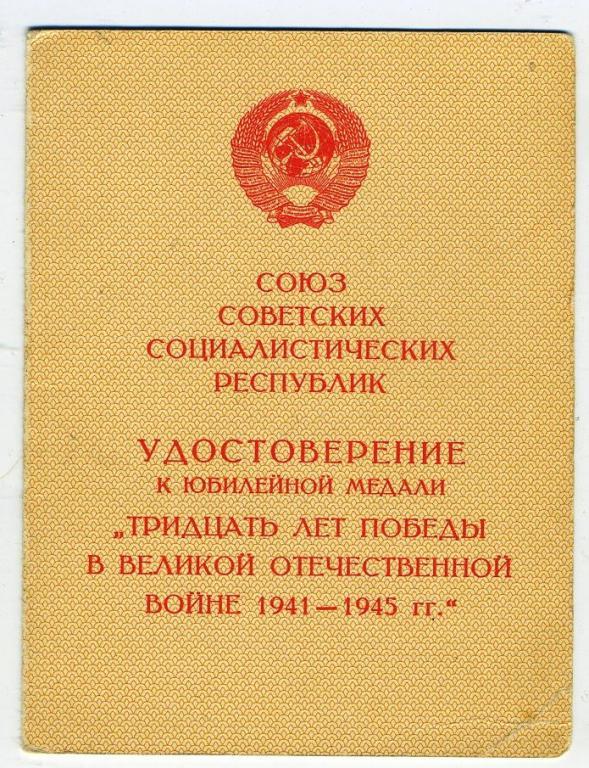 СОЮЗ
СОВЕТСКИХ
СОЦИАЛИСТИЧЕСКИХ
РЕСПУБЛИК
УДОСТОВЕРЕНИЕ
К ЮБИЛЕЙНОЙ МЕДАЛИ
„ТРИДЦАТЬ ЛЕТ ПОБЕДЫ
В ВЕЛИКОЙ ОТЕЧЕСТВЕННОЙ
ВОЙНЕ 1941—1945 гг.“